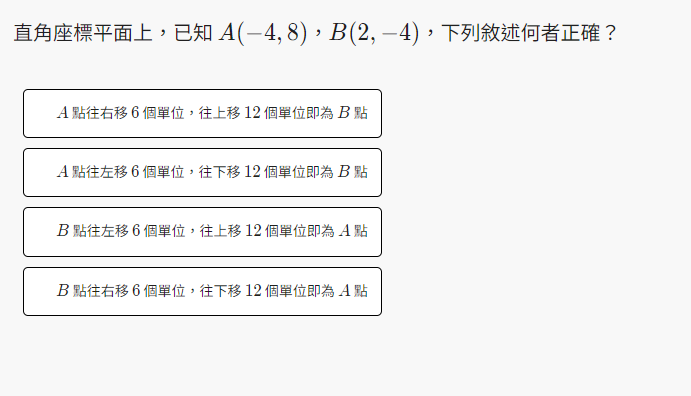 直角座標平面上，已知 A(−4, 8)，B(2, −4)，下列敘述何者正確？
A 點往右移 6 個單位，往上移 12 個單位即為 B 點
A 點往左移 6 個單位，往下移 12 個單位即為 B 點
B 點往左移 6 個單位，往上移 12 個單位即為 A 點
B 點往右移 6 個單位，往下移 12 個單位即為 A 點